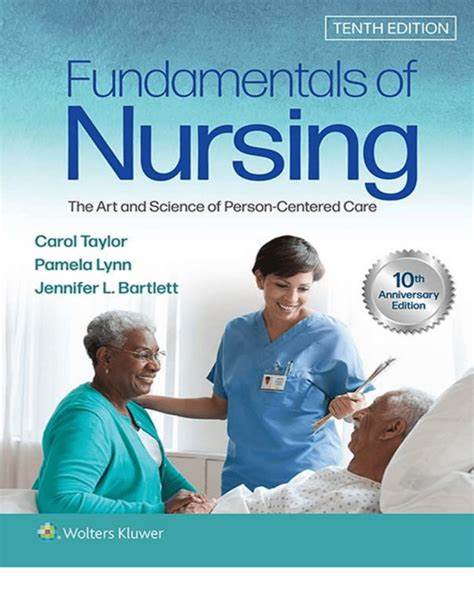 TENTH EDITION
Fundamentals of
Nursing
The Art and Science of Person-Centered Care
Carol Taylor
Pamela Lynn
Jennifer L. Bartlett
10th
Anniversary
Edition
Wolters Kluwer